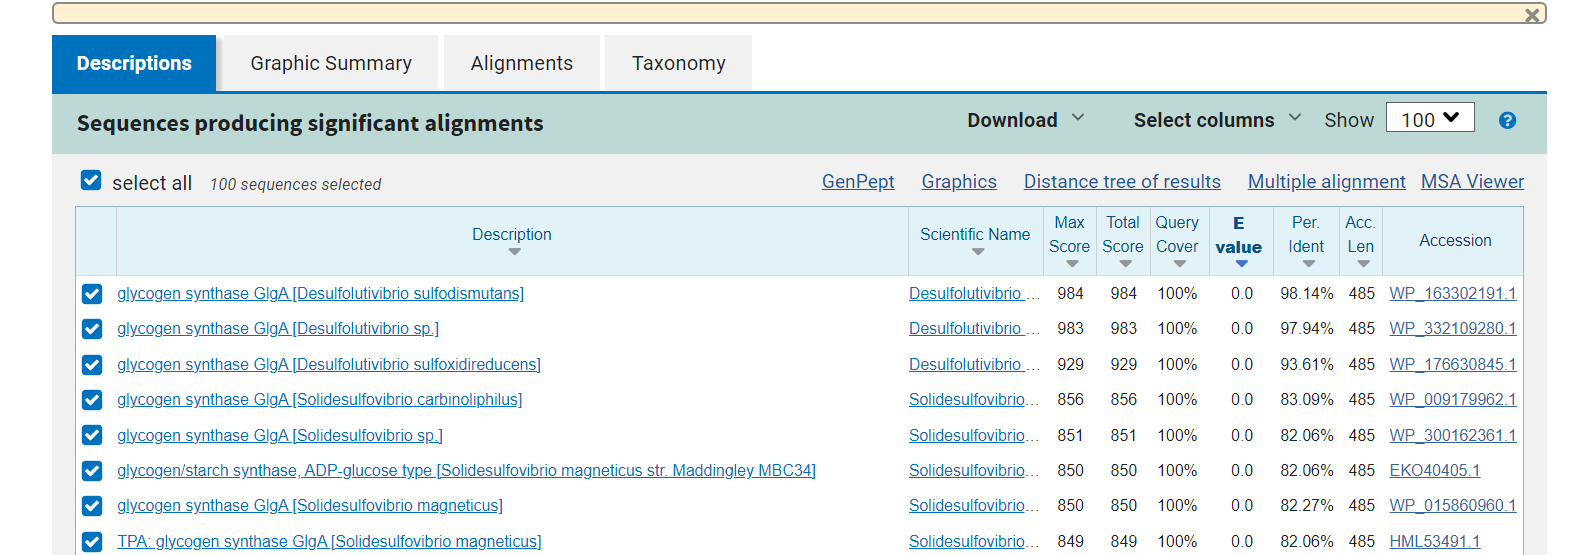 Descriptions Graphic Summary Alignments Taxonomy
Sequences producing significant alignments Download Select columns Show 100
select all 100 sequences selected GenPept Graphics Distance tree of results Multiple alignment MSA Viewer
Description Scientific Name Max Score Total Score Query Cover E value Per. Ident Acc. Len Accession
glycogen synthase GlgA [Desulfolutivibrio sulfodismutans] Desulfolutivibrio ... 984 984 100% 0.0 98.14% 485 WP_163302191.1
glycogen synthase GlgA [Desulfolutivibrio sp.] Desulfolutivibrio ... 983 983 100% 0.0 97.94% 485 WP_332109280.1
glycogen synthase GlgA [Desulfolutivibrio sulfoxidireducens] Desulfolutivibrio ... 929 929 100% 0.0 93.61% 485 WP_176630845.1
glycogen synthase GlgA [Solidesulfovibrio carbinoliphilus] Solidesulfovibrio... 856 856 100% 0.0 83.09% 485 WP_009179962.1
glycogen synthase GlgA [Solidesulfovibrio sp.] Solidesulfovibrio... 851 851 100% 0.0 82.06% 485 WP_300162361.1
glycogen/starch synthase, ADP-glucose type [Solidesulfovibrio magneticus str. Maddingley MBC34] Solidesulfovibrio... 850 850 100% 0.0 82.06% 485 EKO40405.1
glycogen synthase GlgA [Solidesulfovibrio magneticus] Solidesulfovibrio... 850 850 100% 0.0 82.27% 485 WP_015860960.1
TPA: glycogen synthase GlgA [Solidesulfovibrio magneticus] Solidesulfovibrio... 849 849 100% 0.0 82.06% 485 HML53491.1